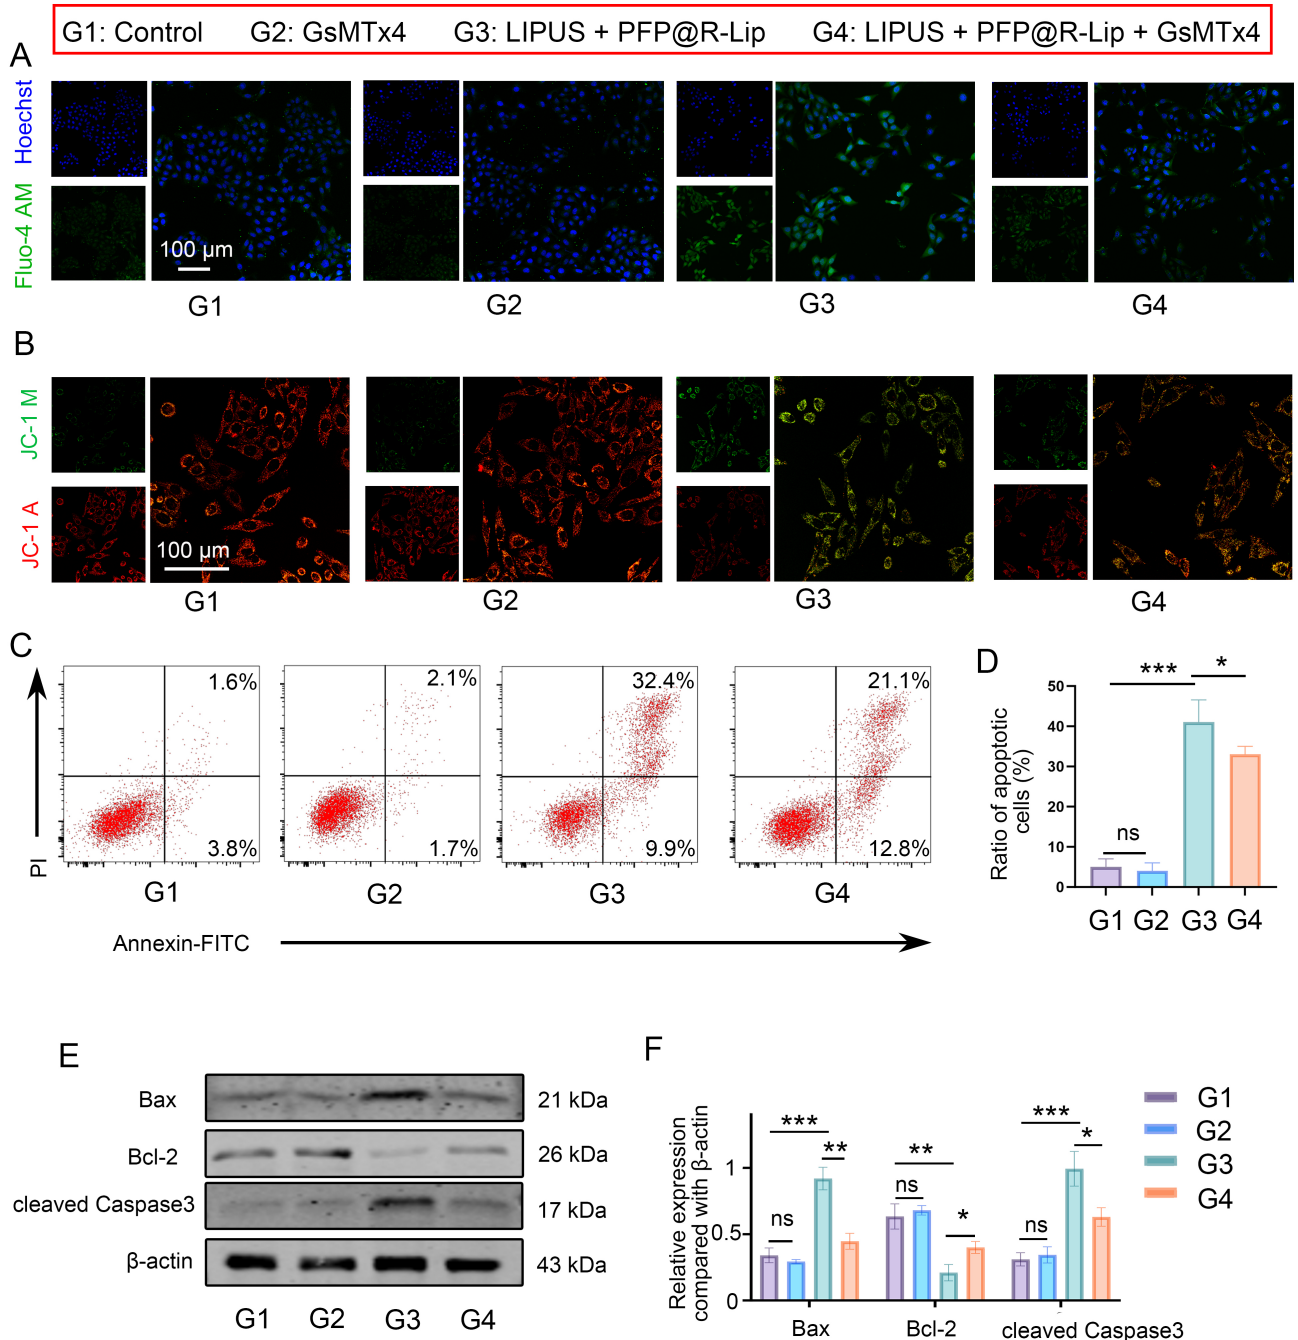 G1: Control G2: GsMTx4 G3: LIPUS + PFP@R-Lip G4: LIPUS + PFP@R-Lip + GsMTx4
A
Hoechst
Fluo-4 AM
100 µm
G1 G2 G3 G4
B
JC-1 M
JC-1 A
100 µm
G1 G2 G3 G4
C
PI
1.6%
3.8%
2.1%
1.7%
32.4%
9.9%
21.1%
12.8%
G1 G2 G3 G4
Annexin-FITC
D
Ratio of apoptotic
cells (%)
50
40
30
20
10
0
ns
***
*
G1 G2 G3 G4
E
Bax 21 kDa
Bcl-2 26 kDa
cleaved Caspase3 17 kDa
β-actin 43 kDa
G1 G2 G3 G4
F
Relative expression
compared with β-actin
1
0.5
0
ns
***
**
ns
**
*
ns
***
*
Bax Bcl-2 cleaved Caspase3
G1
G2
G3
G4